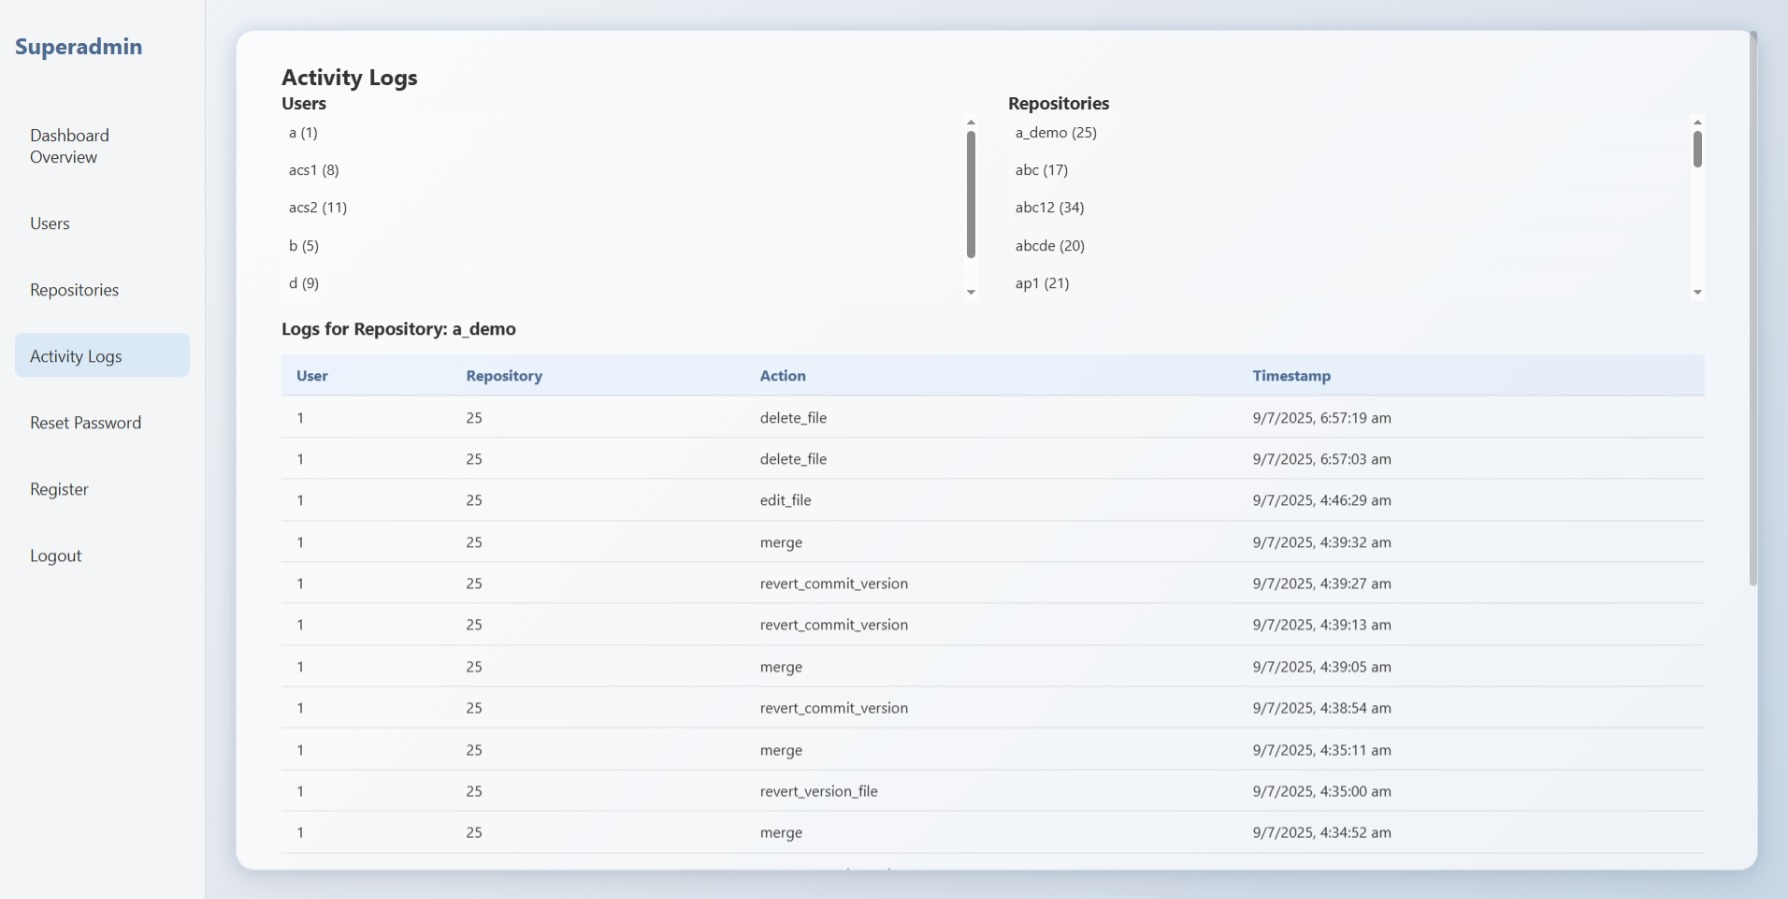 Superadmin
Dashboard
Overview
Users
Repositories
Activity Logs
Reset Password
Register
Logout
Activity Logs
Users
a (1)
acs1 (8)
acs2 (11)
b (5)
d (9)
Repositories
a_demo (25)
abc (17)
abc12 (34)
abcde (20)
ap1 (21)
Logs for Repository: a_demo
User Repository Action Timestamp
1 25 delete_file 9/7/2025, 6:57:19 am
1 25 delete_file 9/7/2025, 6:57:03 am
1 25 edit_file 9/7/2025, 4:46:29 am
1 25 merge 9/7/2025, 4:39:32 am
1 25 revert_commit_version 9/7/2025, 4:39:27 am
1 25 revert_commit_version 9/7/2025, 4:39:13 am
1 25 merge 9/7/2025, 4:39:05 am
1 25 revert_commit_version 9/7/2025, 4:38:54 am
1 25 merge 9/7/2025, 4:35:11 am
1 25 revert_version_file 9/7/2025, 4:35:00 am
1 25 merge 9/7/2025, 4:34:52 am